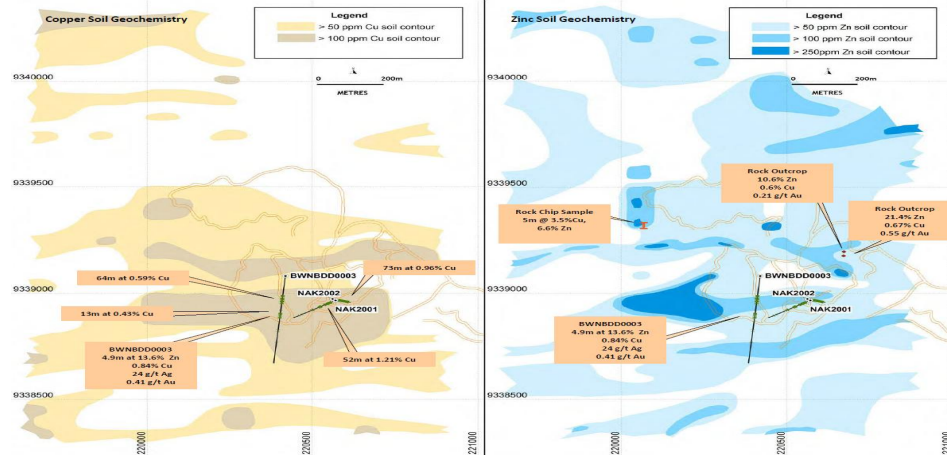 Copper Soil Geochemistry
Legend
> 50 ppm Cu soil contour
> 100 ppm Cu soil contour
0 200m
METRES
9340000
9339500
9339000
9338500
64m at 0.59% Cu
13m at 0.43% Cu
BWNBDD0003
4.9m at 13.6% Zn
0.84% Cu
24 g/t Ag
0.41 g/t Au
BWNBDD0003
73m at 0.96% Cu
NAK2002
NAK2001
52m at 1.21% Cu
220000
220500
221000
Zinc Soil Geochemistry
Legend
> 50 ppm Zn soil contour
> 100 ppm Zn soil contour
> 250ppm Zn soil contour
0 200m
METRES
9340000
9339500
9339000
9338500
Rock Outcrop
10.6% Zn
0.6% Cu
0.21 g/t Au
Rock Chip Sample
5m @ 3.5%Cu,
6.6% Zn
Rock Outcrop
21.4% Zn
0.67% Cu
0.55 g/t Au
BWNBDD0003
NAK2002
NAK2001
BWNBDD0003
4.9m at 13.6% Zn
0.84% Cu
24 g/t Ag
0.41 g/t Au
220000
220500
221000